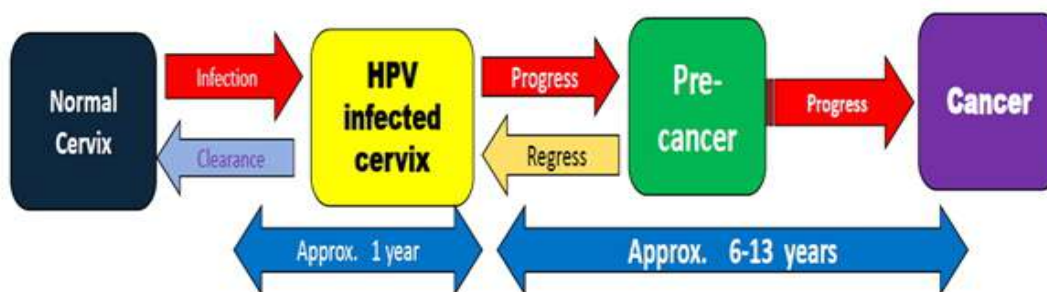 Normal
Cervix
Infection
Clearance
HPV
infected
cervix
Progress
Regress
Pre-
cancer
Progress
Cancer
Approx. 1 year
Approx. 6-13 years